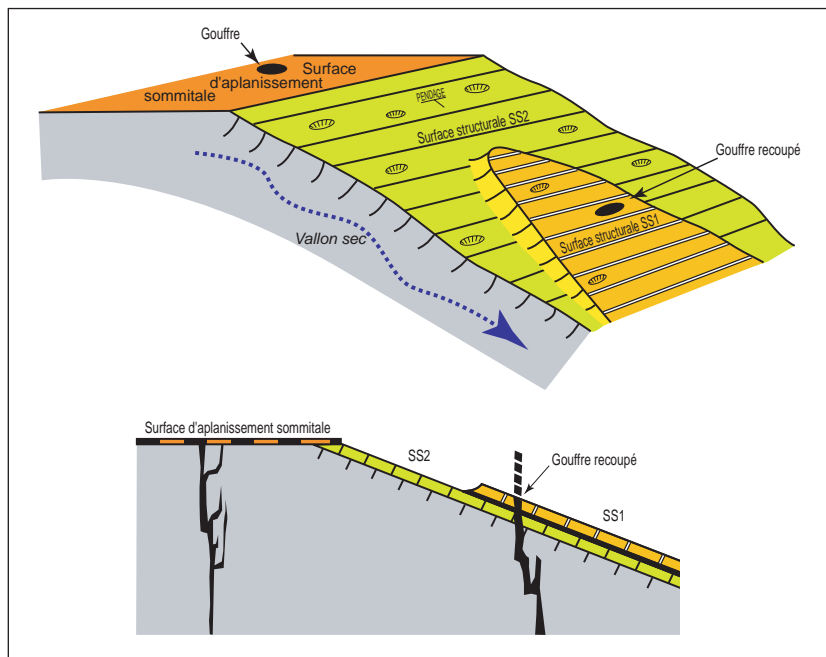 Gouffre
Surface
d'aplanissement
sommitale
PENDAGE
Surface structurale SS2
Gouffre recoupé
Surface structurale SS1
Vallon sec
Surface d'aplanissement sommitale
SS2
Gouffre recoupé
SS1